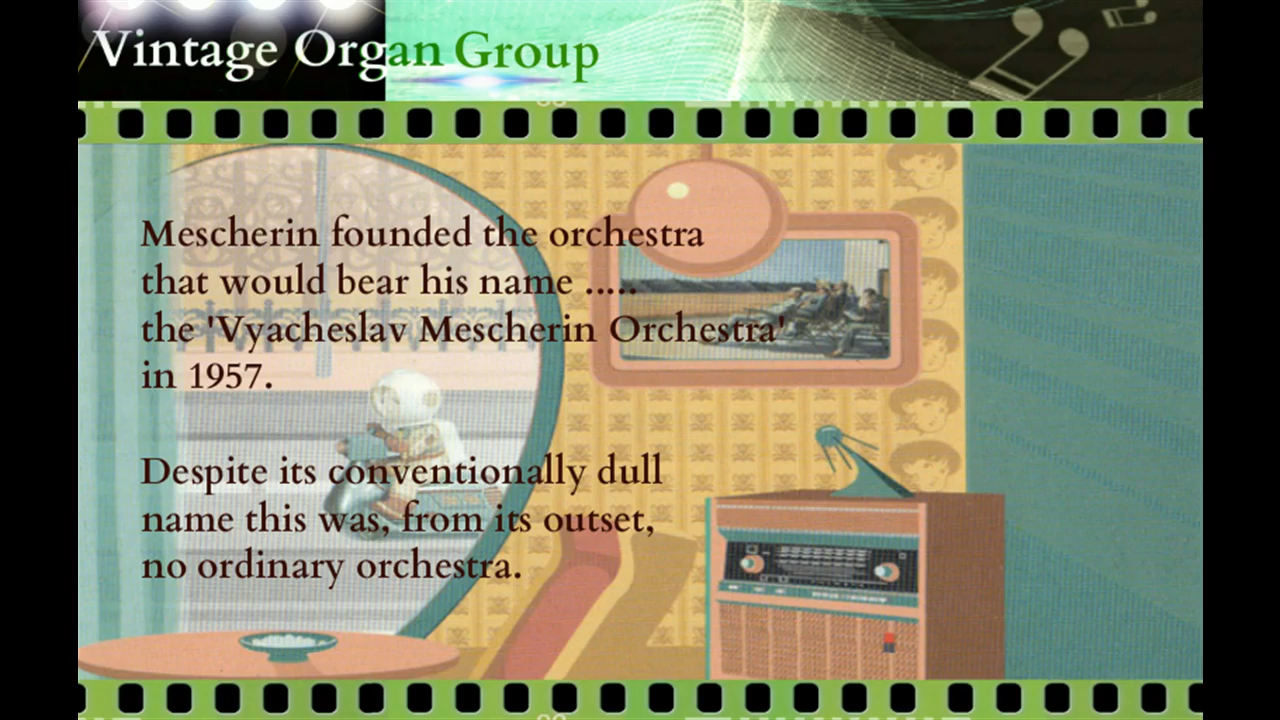 Vintage Organ Group
Mescherin founded the orchestra
that would bear his name .....
the 'Vyacheslav Mescherin Orchestra'
in 1957.
Despite its conventionally dull
name this was, from its outset,
no ordinary orchestra.